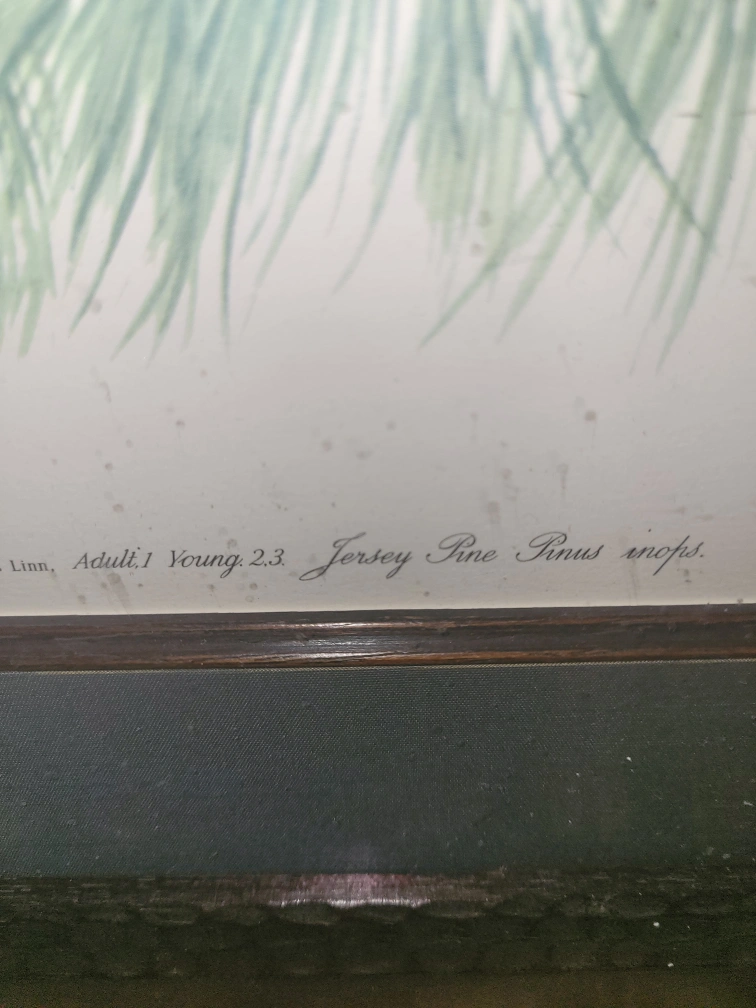 . Linn. Adult.1 Young.2.3. Jersey Pine Pinus inops.